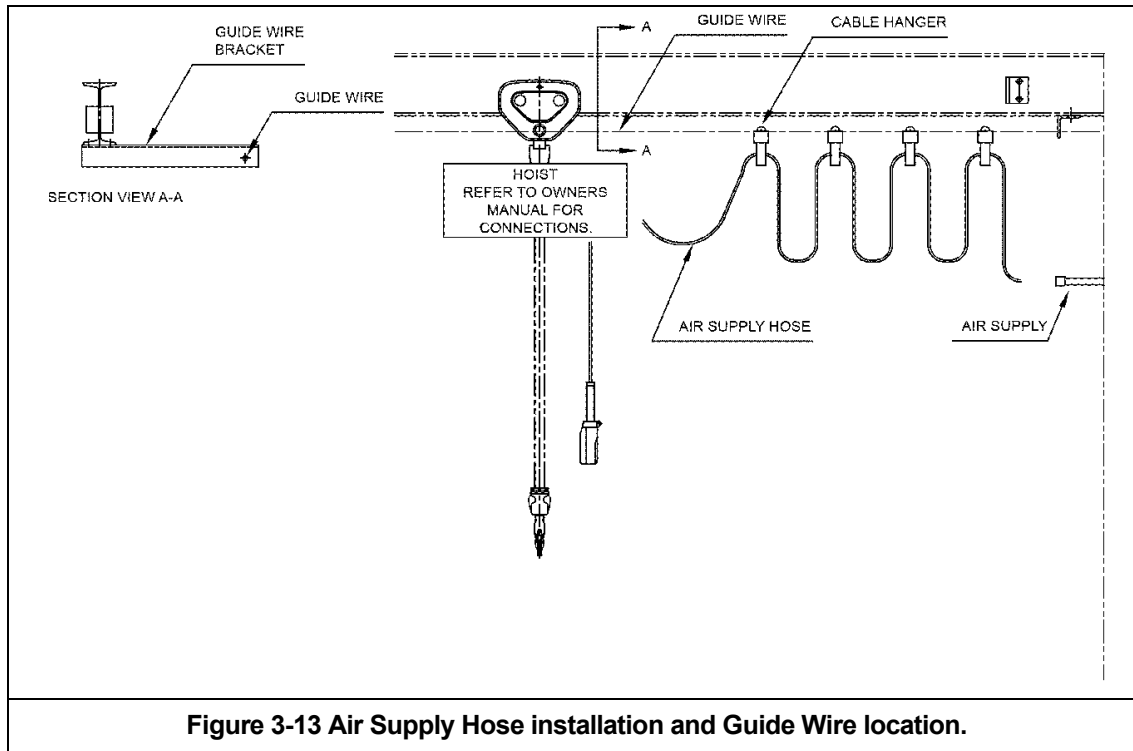 GUIDE WIRE
BRACKET
GUIDE WIRE
SECTION VIEW A-A
A
A
GUIDE WIRE
CABLE HANGER
HOIST
REFER TO OWNERS
MANUAL FOR
CONNECTIONS.
AIR SUPPLY HOSE
AIR SUPPLY
Figure 3-13 Air Supply Hose installation and Guide Wire location.